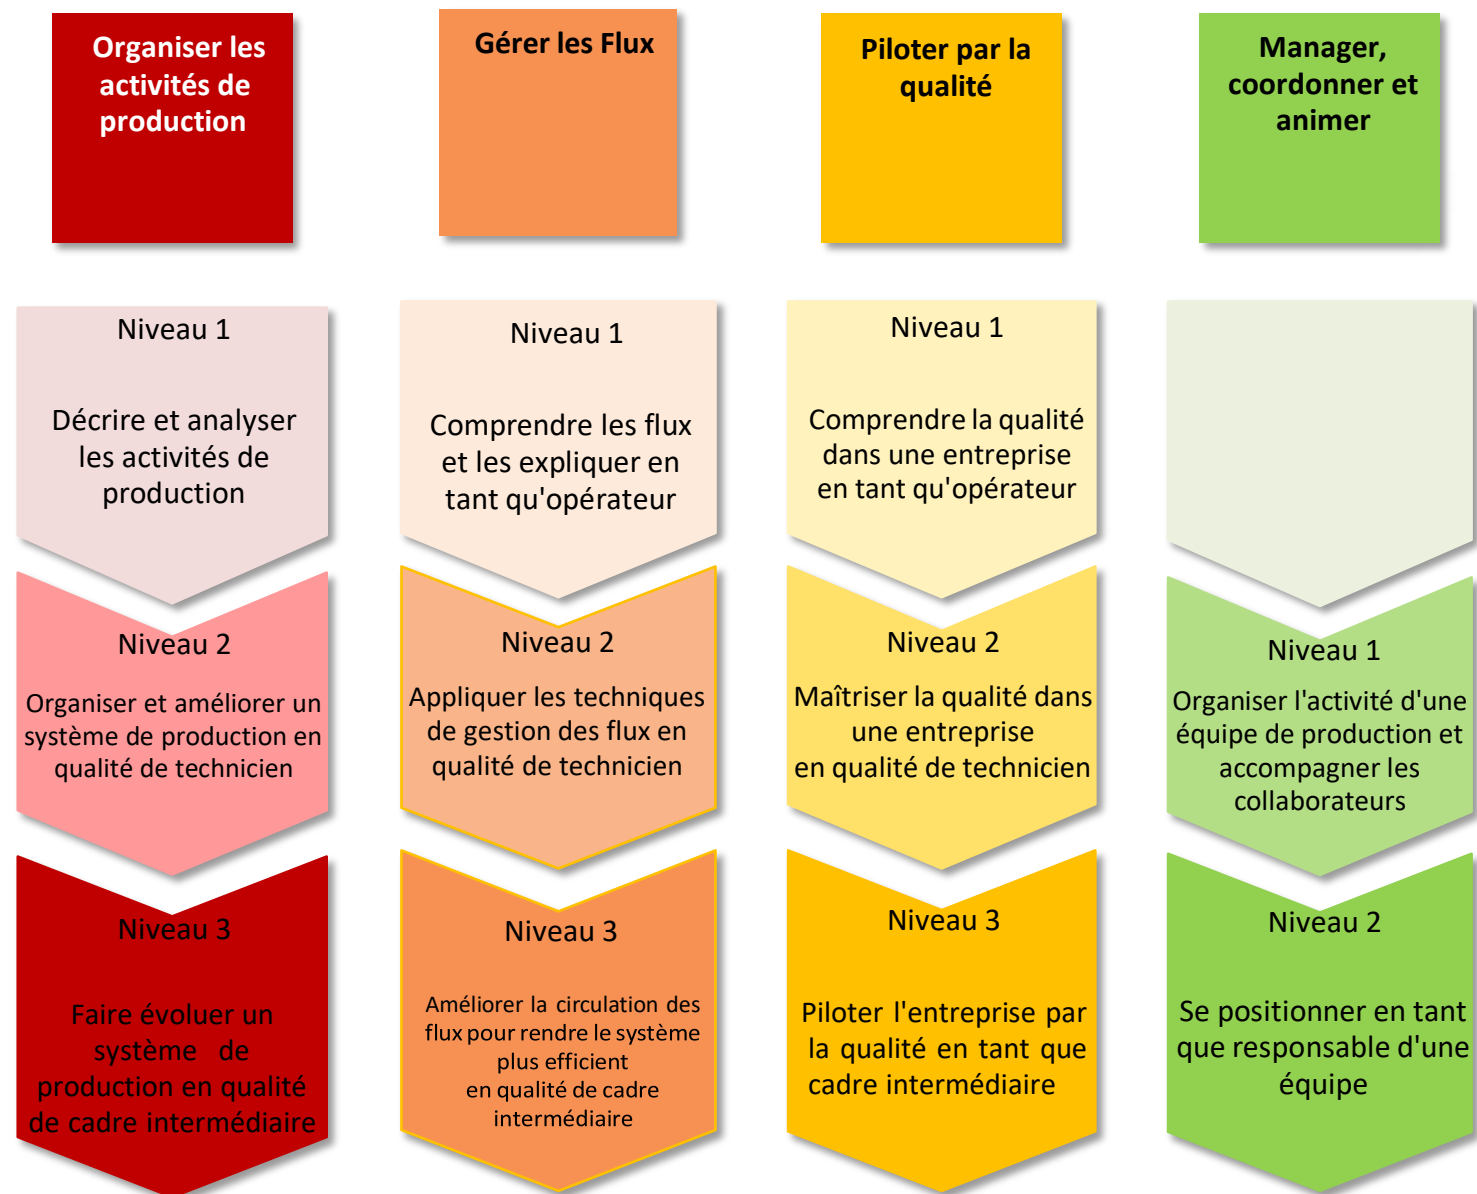 Organiser les
activités de
production
Gérer les Flux
Piloter par la
qualité
Manager,
coordonner et
animer
Niveau 1
Décrire et analyser
les activités de
production
Niveau 2
Organiser et améliorer un
système de production en
qualité de technicien
Niveau 3
Faire évoluer un
système de
production en qualité
de cadre intermédiaire
Niveau 1
Comprendre les flux
et les expliquer en
tant qu'opérateur
Niveau 2
Appliquer les techniques
de gestion des flux en
qualité de technicien
Niveau 3
Améliorer la circulation des
flux pour rendre le système
plus efficient
en qualité de cadre
intermédiaire
Niveau 1
Comprendre la qualité
dans une entreprise
en tant qu'opérateur
Niveau 2
Maîtriser la qualité dans
une entreprise
en qualité de technicien
Niveau 3
Piloter l'entreprise par
la qualité en tant que
cadre intermédiaire
Niveau 1
Organiser l'activité d'une
équipe de production et
accompagner les
collaborateurs
Niveau 2
Se positionner en tant
que responsable d'une
équipe